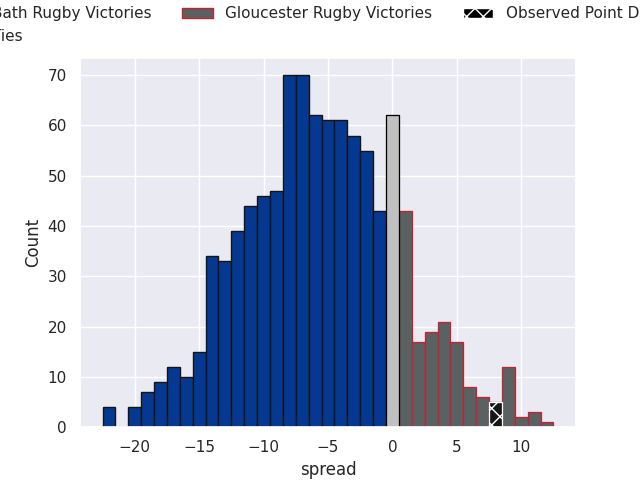 Bath Rugby Victories Gloucester Rugby Victories Observed Point D
Ties
70
60
50
40
30
20
10
0
Count
−20 −15 −10 −5 0 5 10
spread